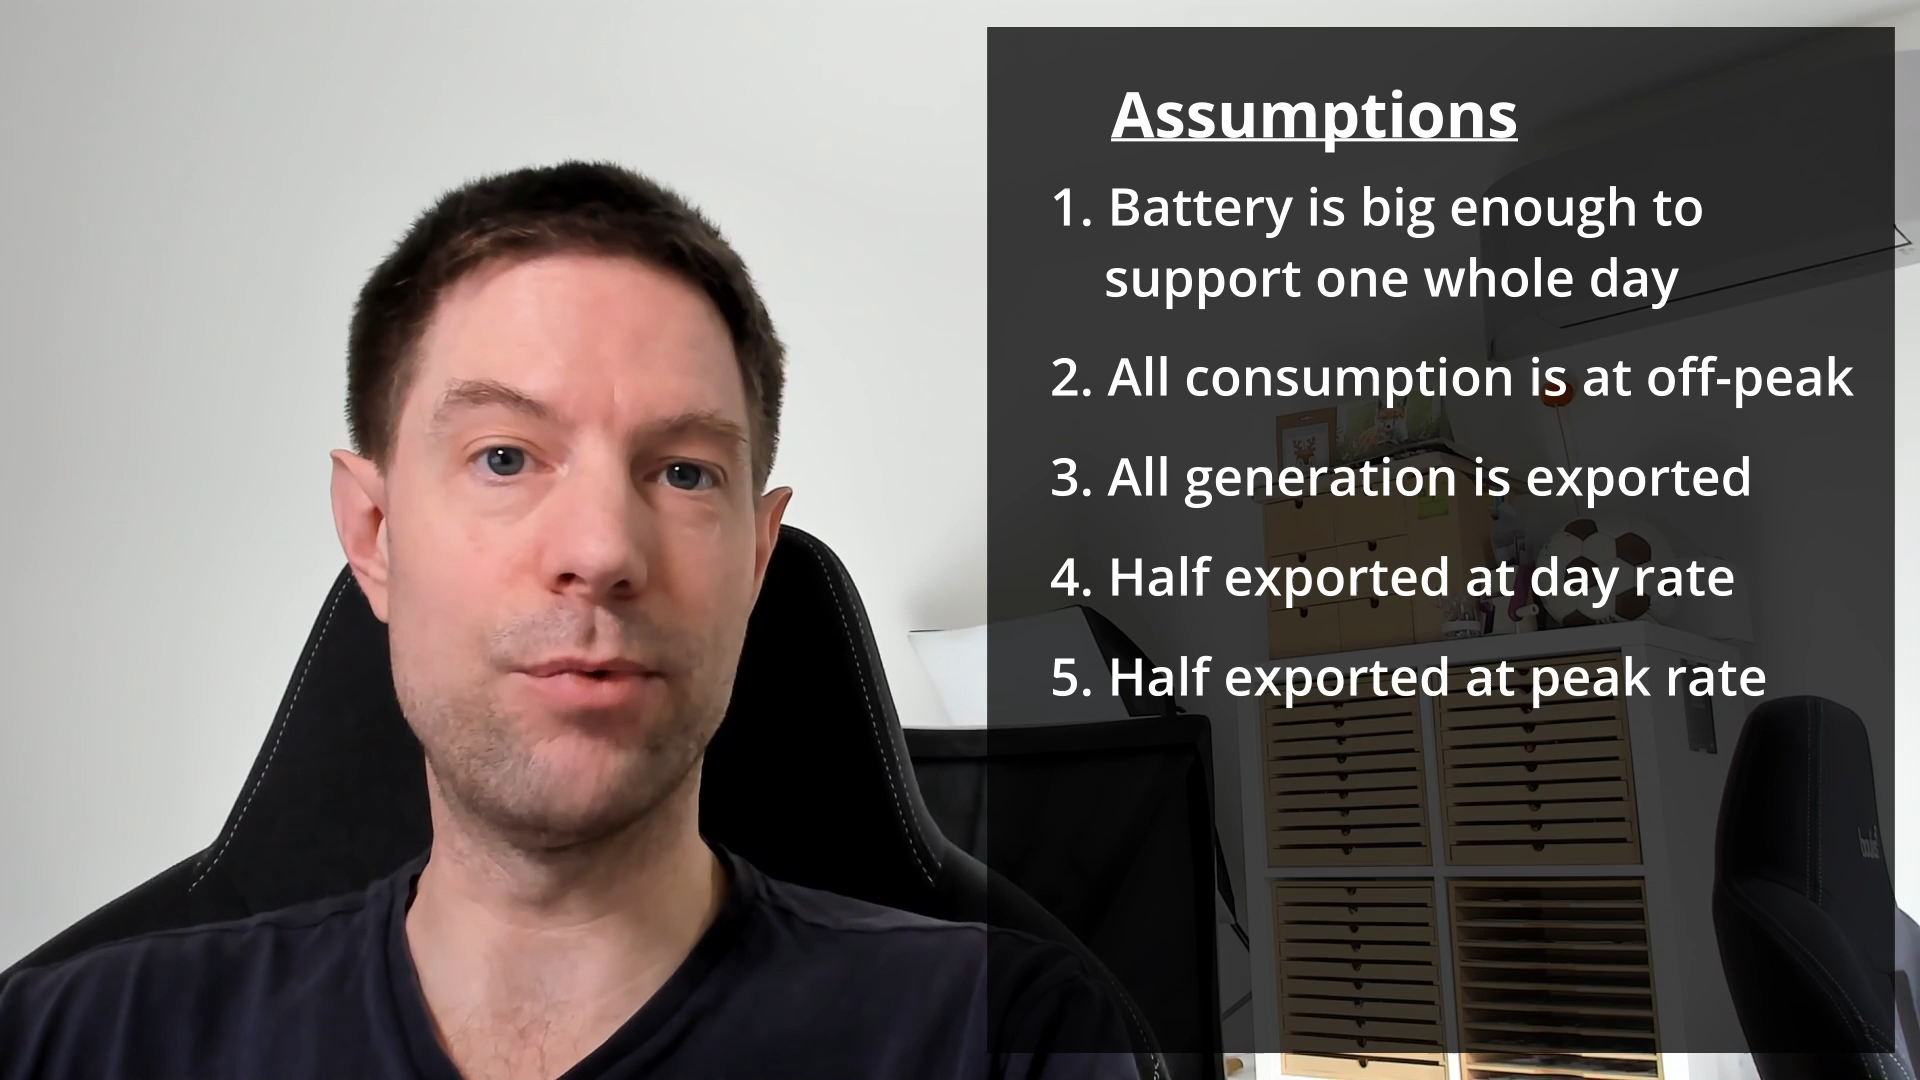 Assumptions
1. Battery is big enough to
support one whole day
2. All consumption is at off-peak
3. All generation is exported
4. Half exported at day rate
5. Half exported at peak rate